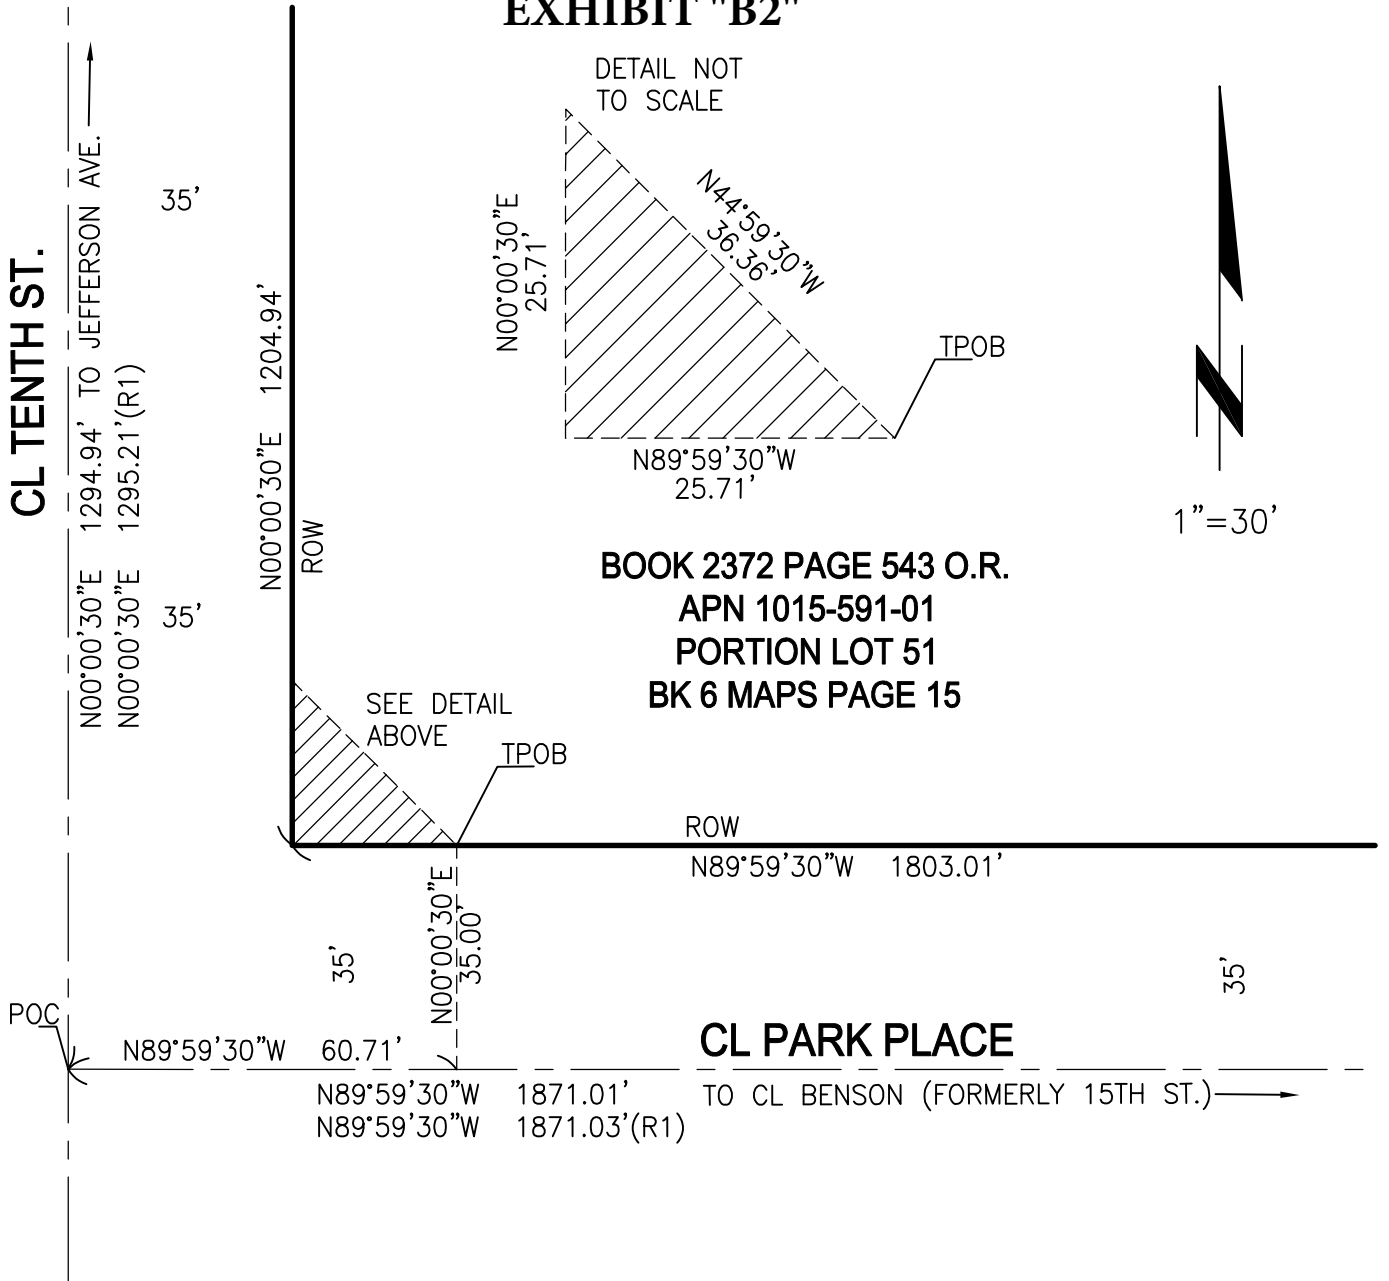 EXHIBIT "B2"
DETAIL NOT
TO SCALE
N44°59'30"W
36.36'
N00°00'30"E
25.71'
TPOB
N89°59'30"W
25.71'
1"=30'
CL TENTH ST.
N00°00'30"E 1294.94' TO JEFFERSON AVE.
N00°00'30"E 1295.21'(R1)
35'
35'
N00°00'30"E 1204.94'
ROW
BOOK 2372 PAGE 543 O.R.
APN 1015-591-01
PORTION LOT 51
BK 6 MAPS PAGE 15
SEE DETAIL
ABOVE
TPOB
ROW
N89°59'30"W 1803.01'
N00°00'30"E
35.00'
35'
35'
POC
N89°59'30"W 60.71'
CL PARK PLACE
N89°59'30"W 1871.01' TO CL BENSON (FORMERLY 15TH ST.)
N89°59'30"W 1871.03'(R1)